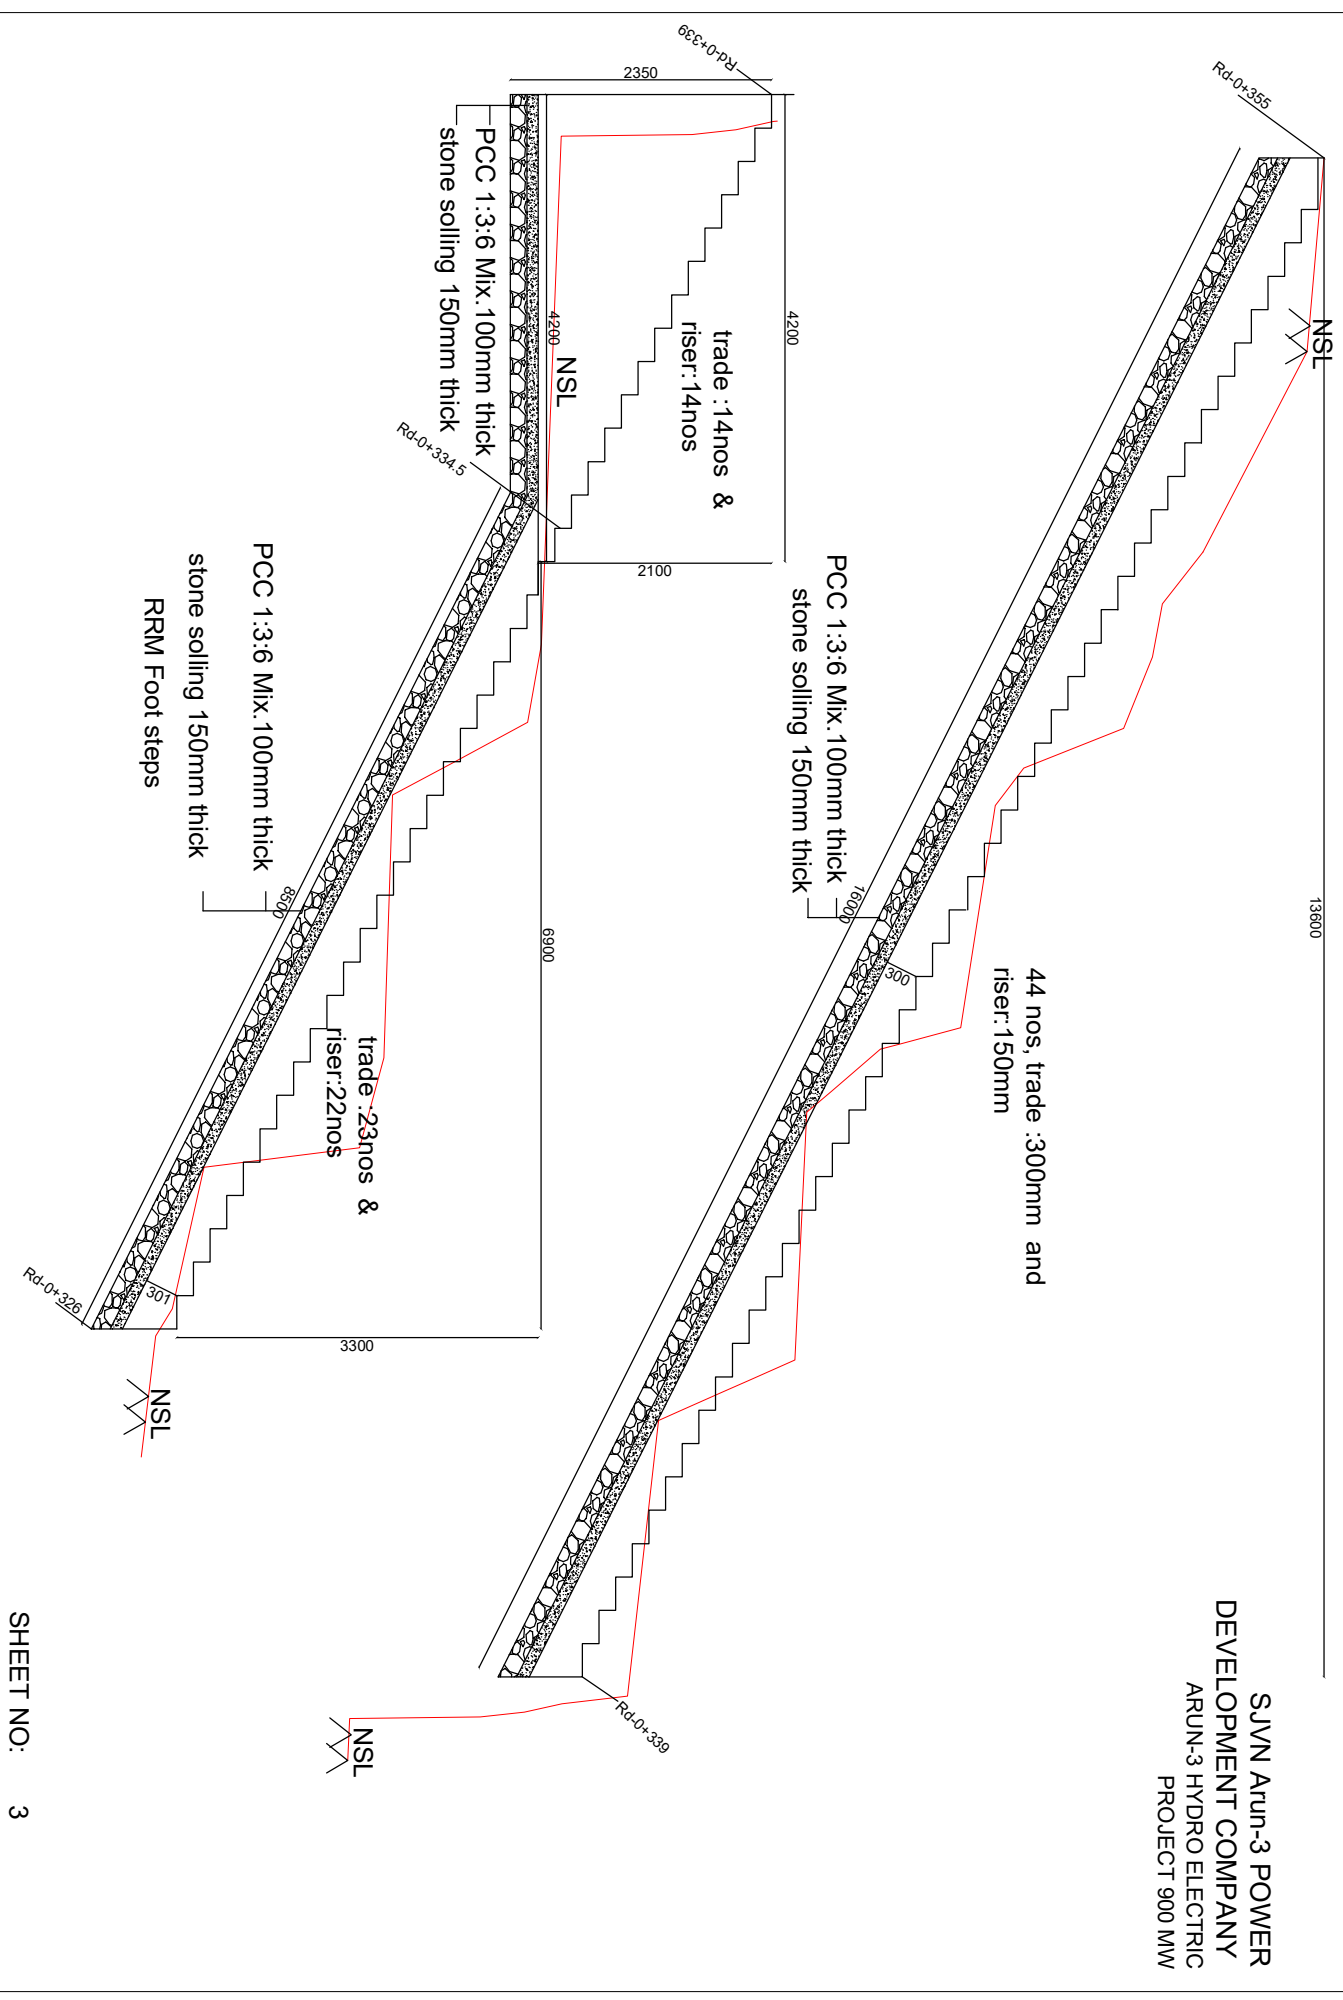 SJVN Arun-3 POWER
DEVELOPMENT COMPANY
ARUN-3 HYDRO ELECTRIC
PROJECT 900 MW
Rd-0+355
NSL
13600
PCC 1:3:6 Mix.100mm thick
stone solling 150mm thick
16000
300
44 nos, trade :300mm and
riser:150mm
Rd-0+339
NSL
Rd-0+339
2350
4200
trade :14nos &
riser:14nos
2100
4200
NSL
PCC 1:3:6 Mix.100mm thick
stone solling 150mm thick
Rd-0+334.5
6900
PCC 1:3:6 Mix.100mm thick
stone solling 150mm thick
RRM Foot steps
8500
trade :23nos &
riser:22nos
301
3300
Rd-0+326
NSL
SHEET NO: 3